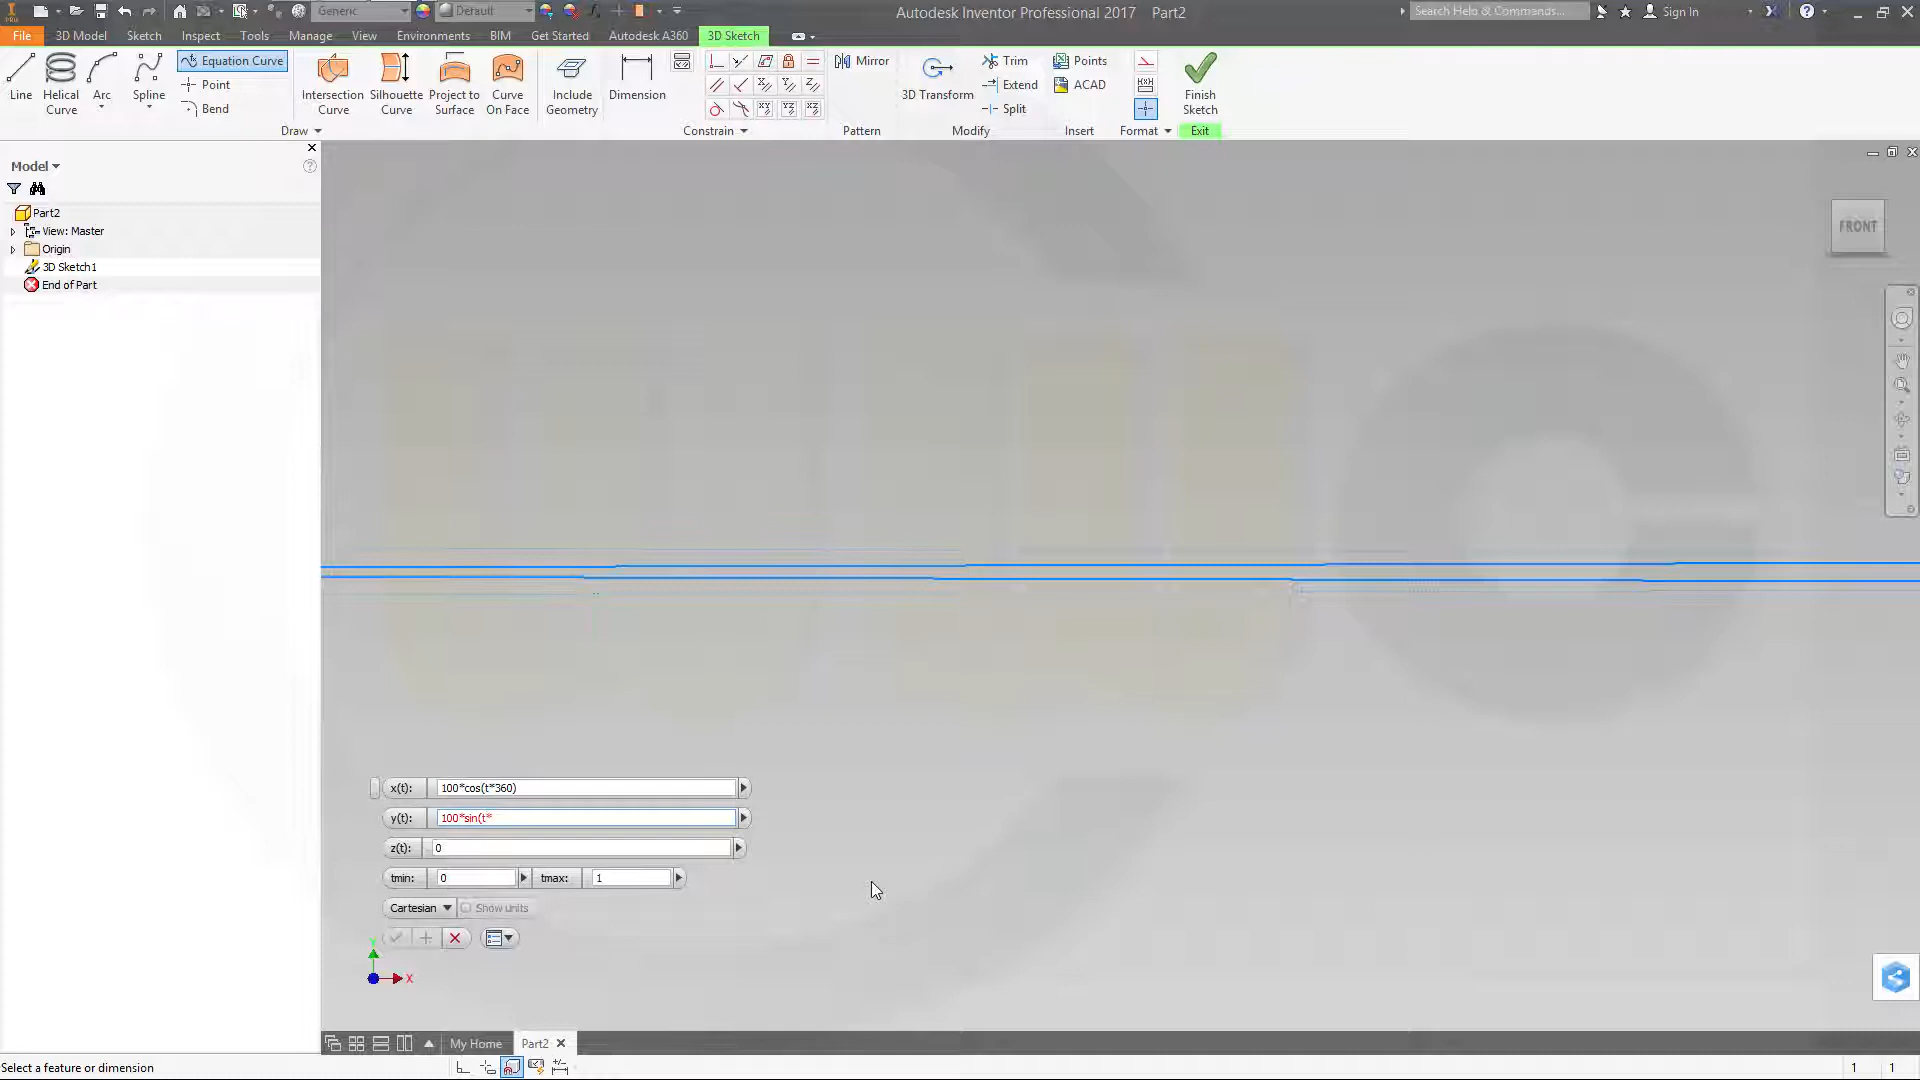 Generic
Default
Autodesk Inventor Professional 2017 Part2
Search Help & Commands...
Sign In
PRO
File 3D Model Sketch Inspect Tools Manage View Environments BIM Get Started Autodesk A360 3D Sketch
Line
Helical Curve
Arc
Spline
Equation Curve
Point
Bend
Draw
Intersection Curve
Silhouette Curve
Project to Surface
Curve On Face
Include Geometry
Dimension
Constrain
Mirror
Pattern
3D Transform
Trim
Extend
Split
Modify
Points
ACAD
Insert
Format
Finish Sketch
Exit
Model
Part2
View: Master
Origin
3D Sketch1
End of Part
FRONT
x(t): 100*cos(t*360)
y(t): 100*sin(t*
z(t): 0
tmin: 0 tmax: 1
Cartesian Show units
Y
X
My Home Part2
Select a feature or dimension
1 1